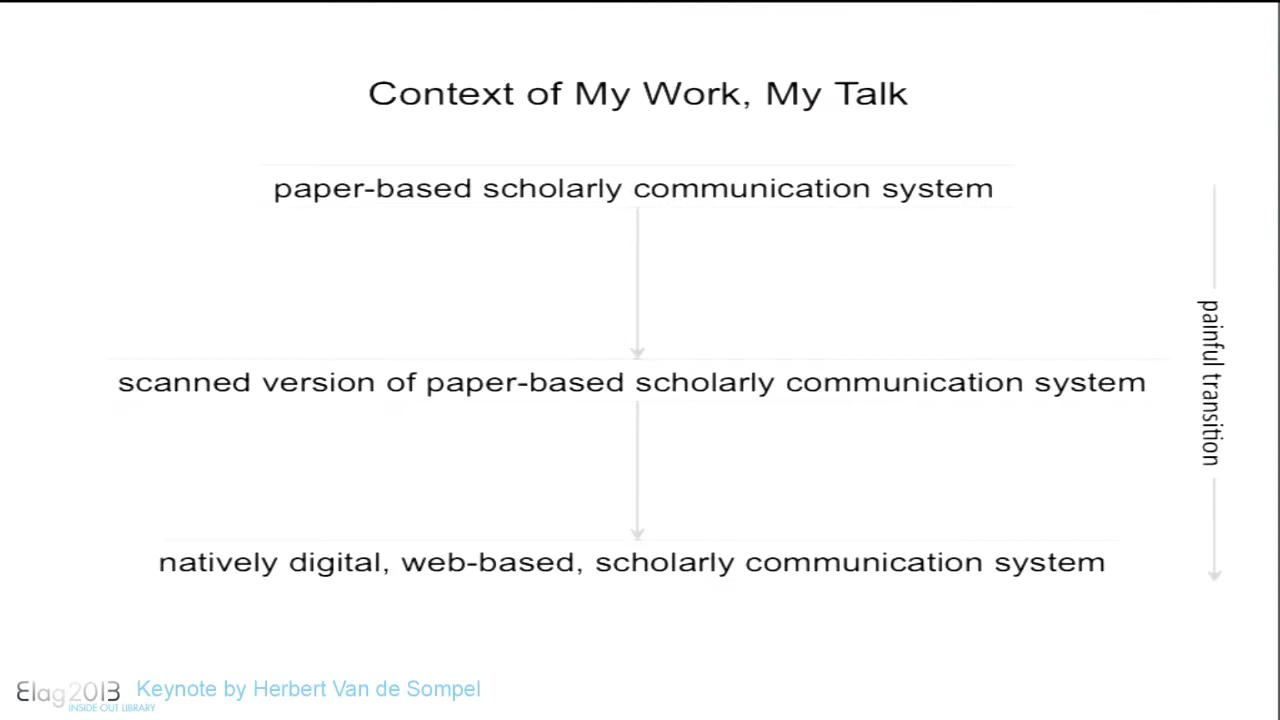 Context of My Work, My Talk
paper-based scholarly communication system
scanned version of paper-based scholarly communication system
painful transition
natively digital, web-based, scholarly communication system
Elag2013 Keynote by Herbert Van de Sompel
INSIDE OUT LIBRARY